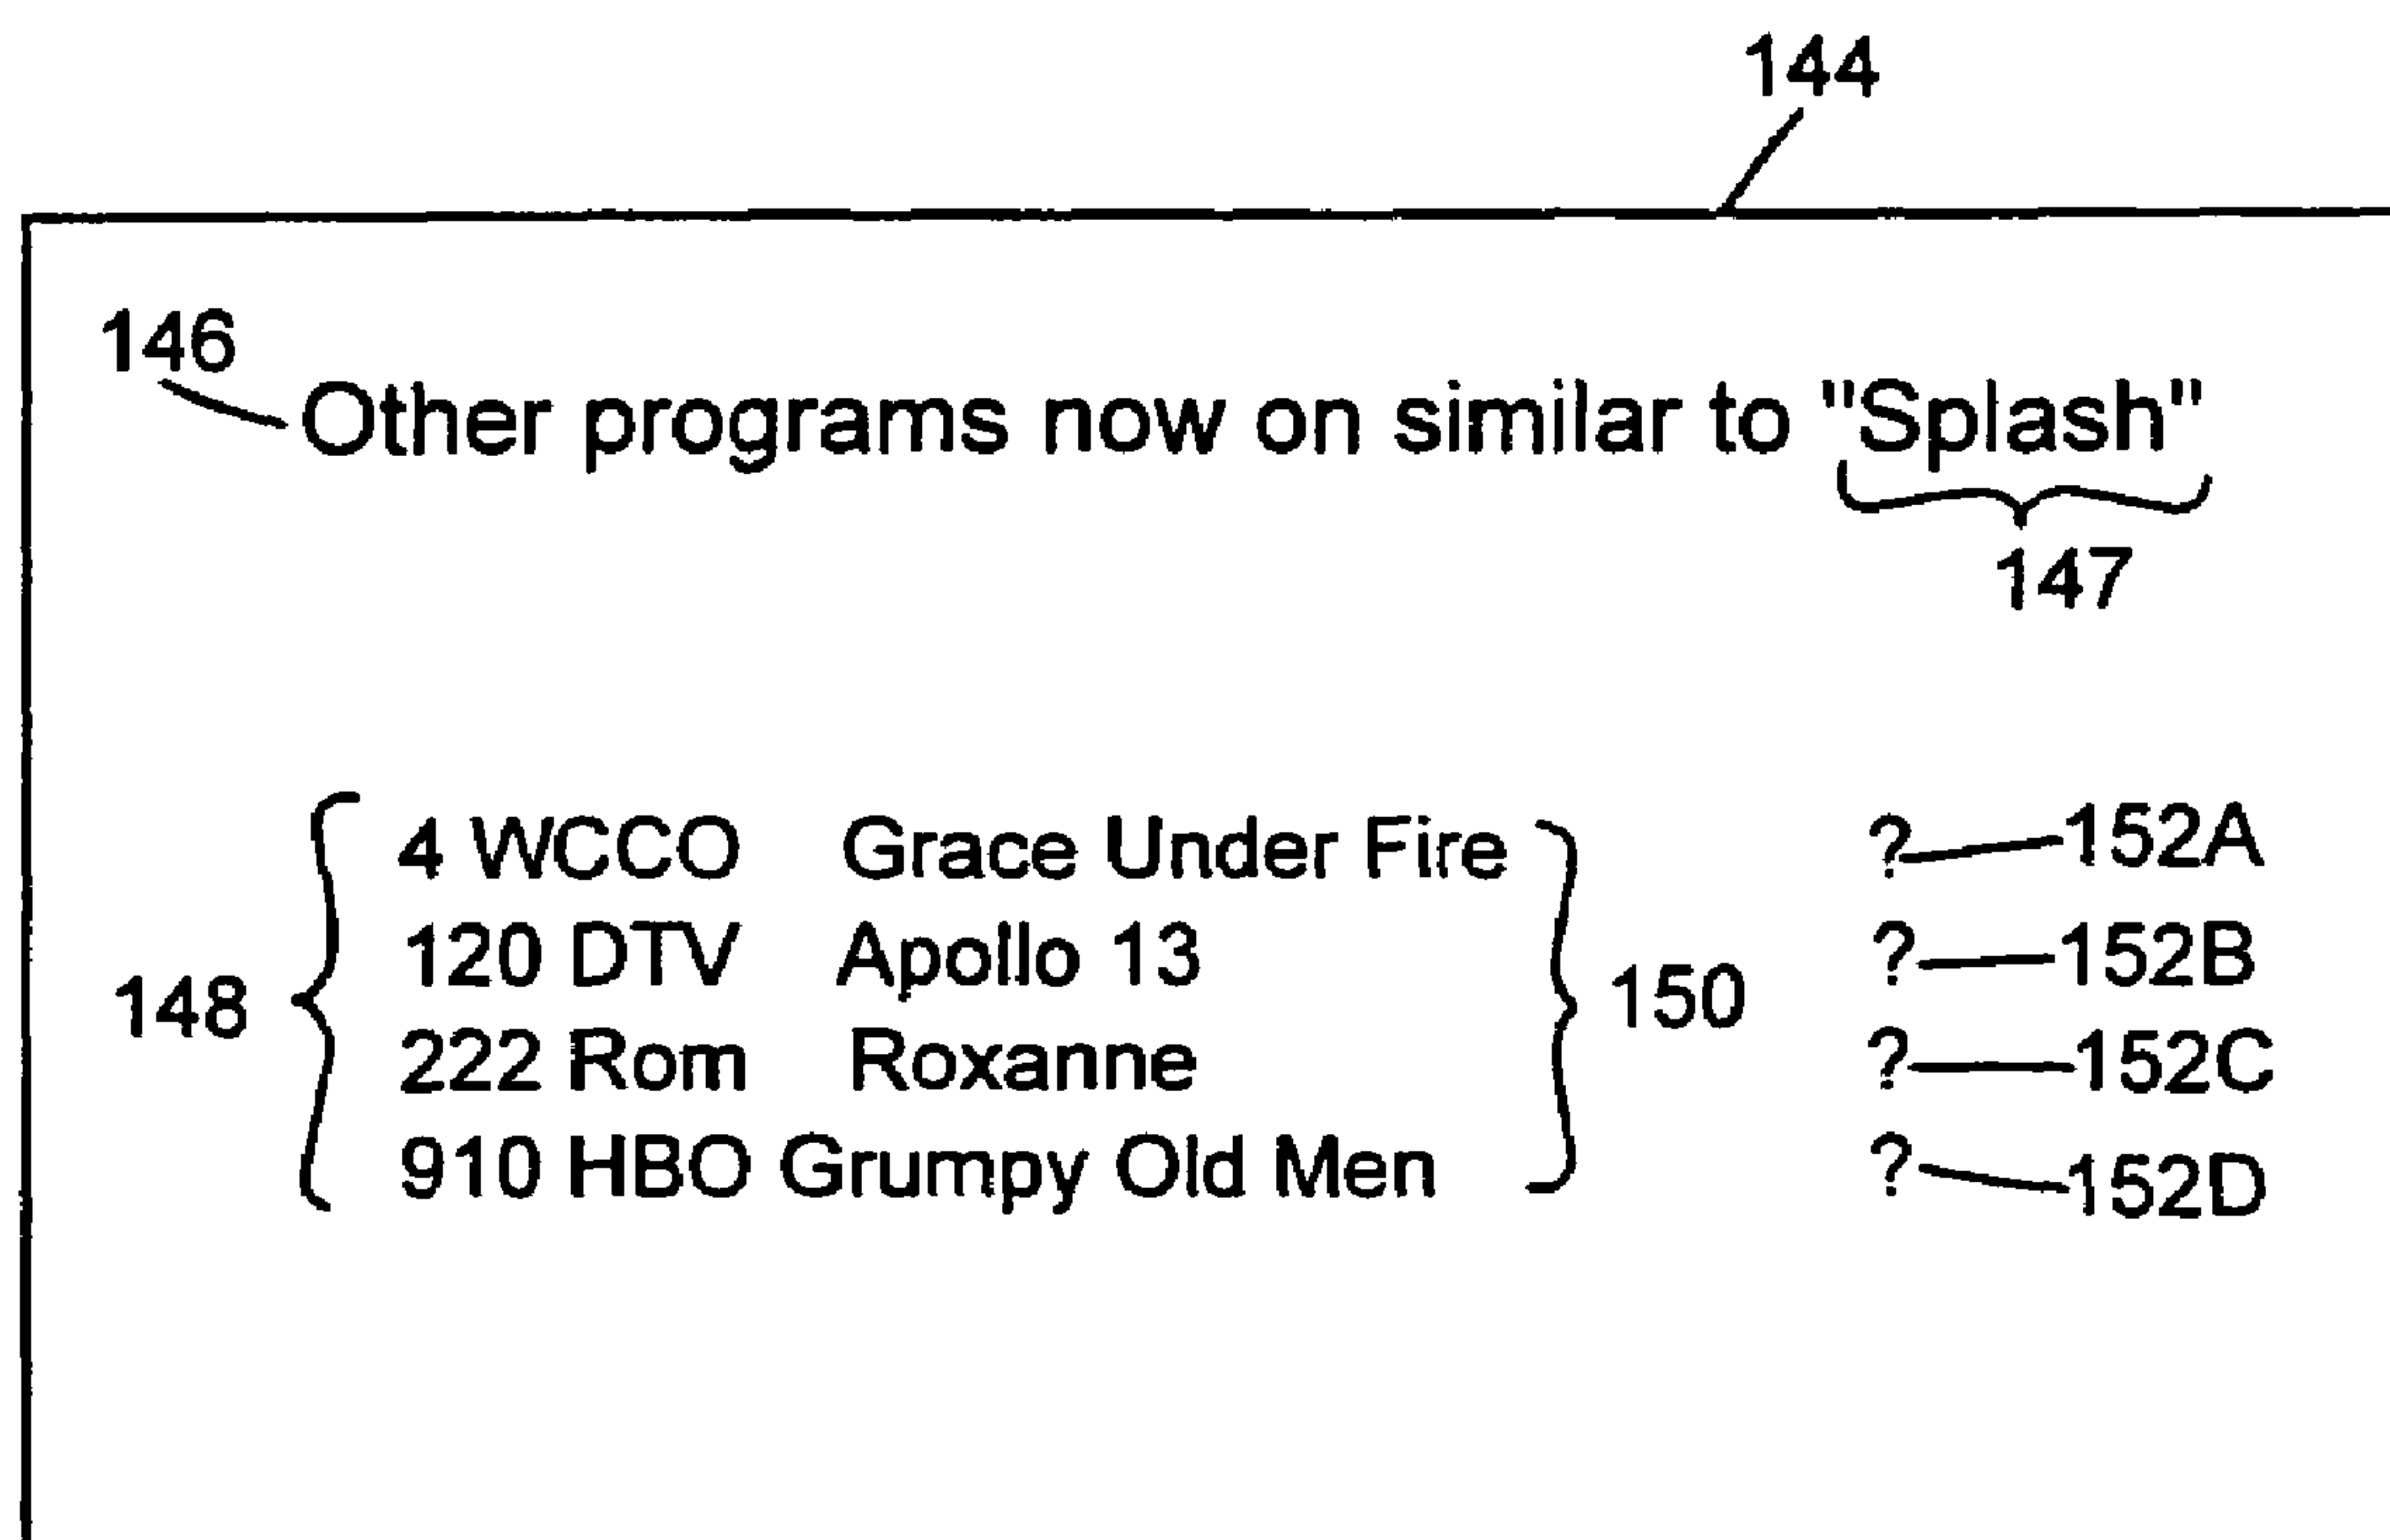 144
146
Other programs now on similar to "Splash"
147
148
4 WCCO Grace Under Fire ? 152A
120 DTV Apollo 13 ? 152B
150
222 Rom Roxanne ? 152C
910 HBO Grumpy Old Men ? 152D